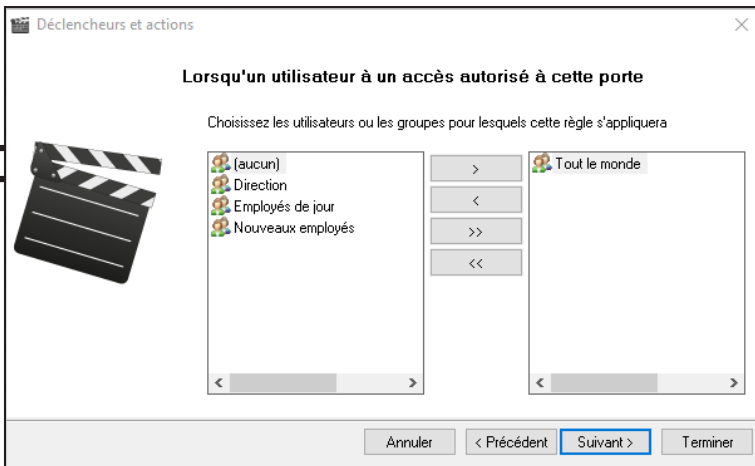 Déclencheurs et actions
Lorsqu'un utilisateur à un accès autorisé à cette porte
Choisissez les utilisateurs ou les groupes pour lesquels cette règle s'appliquera
(aucun)
Direction
Employés de jour
Nouveaux employés
>
<
>>
<<
Tout le monde
Annuler
< Précédent
Suivant >
Terminer